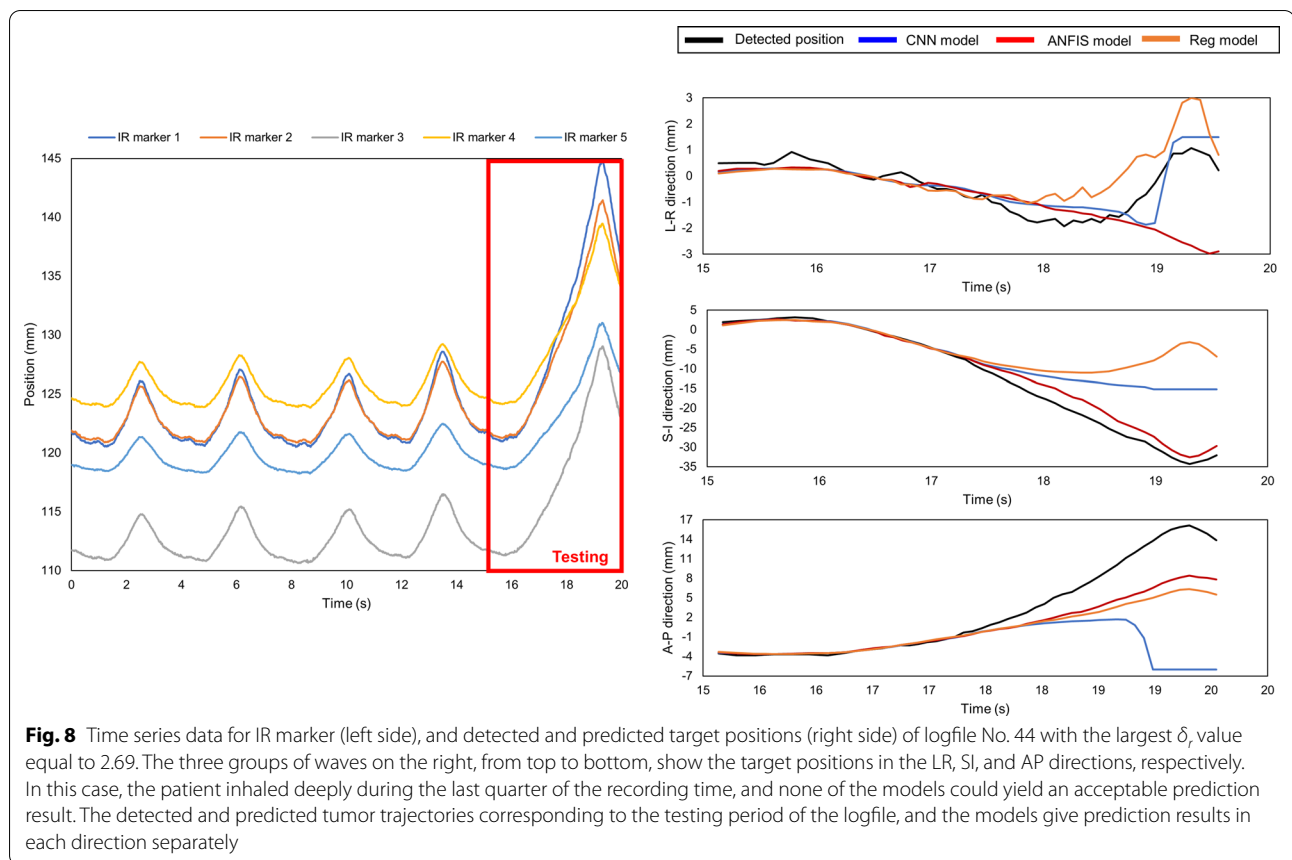 Detected position CNN model ANFIS model Reg model
IR marker 1 IR marker 2 IR marker 3 IR marker 4 IR marker 5
145
140
135
130
125
120
115
110
Position (mm)
0 2 4 6 8 10 12 14 16 18 20
Time (s)
Testing
3
2
1
0
-1
-2
-3
L-R direction (mm)
15 16 17 18 19 20
Time (s)
5
0
-5
-10
-15
-20
-25
-30
-35
S-I direction (mm)
15 16 17 18 19 20
Time (s)
17
14
11
8
5
2
-1
-4
-7
A-P direction (mm)
15 16 16 17 17 18 18 19 19 20 20
Time (s)
Fig. 8 Time series data for IR marker (left side), and detected and predicted target positions (right side) of logfile No. 44 with the largest δr value
equal to 2.69. The three groups of waves on the right, from top to bottom, show the target positions in the LR, SI, and AP directions, respectively.
In this case, the patient inhaled deeply during the last quarter of the recording time, and none of the models could yield an acceptable prediction
result. The detected and predicted tumor trajectories corresponding to the testing period of the logfile, and the models give prediction results in
each direction separately